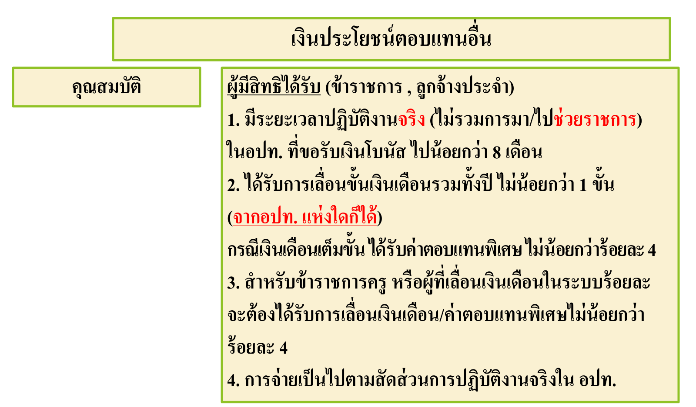 เงินประโยชน์ตอบแทนอื่น
คุณสมบัติ
ผู้มีสิทธิได้รับ (ข้าราชการ , ลูกจ้างประจำ)
1. มีระยะเวลาปฏิบัติงานจริง (ไม่รวมการมา/ไปช่วยราชการ)
ในอปท. ที่ขอรับเงินโบนัส ไปน้อยกว่า 8 เดือน
2. ได้รับการเลื่อนขั้นเงินเดือนรวมทั้งปี ไม่น้อยกว่า 1 ขั้น
(จากอปท. แห่งใดก็ได้)
กรณีเงินเดือนเต็มขั้น ได้รับค่าตอบแทนพิเศษ ไม่น้อยกว่าร้อยละ 4
3. สำหรับข้าราชการครู หรือผู้ที่เลื่อนเงินเดือนในระบบร้อยละ
จะต้องได้รับการเลื่อนเงินเดือน/ค่าตอบแทนพิเศษไม่น้อยกว่า
ร้อยละ 4
4. การจ่ายเป็นไปตามสัดส่วนการปฏิบัติงานจริงใน อปท.